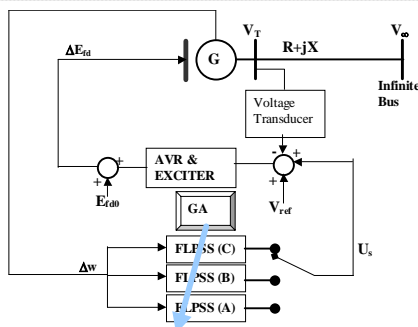 V_T
V_∞
ΔE_fd
G
R+jX
Infinite
Bus
Voltage
Transducer
-
+
AVR &
EXCITER
+
+
+
E_fd0
V_ref
GA
U_s
FLPSS (C)
Δw
FLPSS (B)
FLPSS (A)